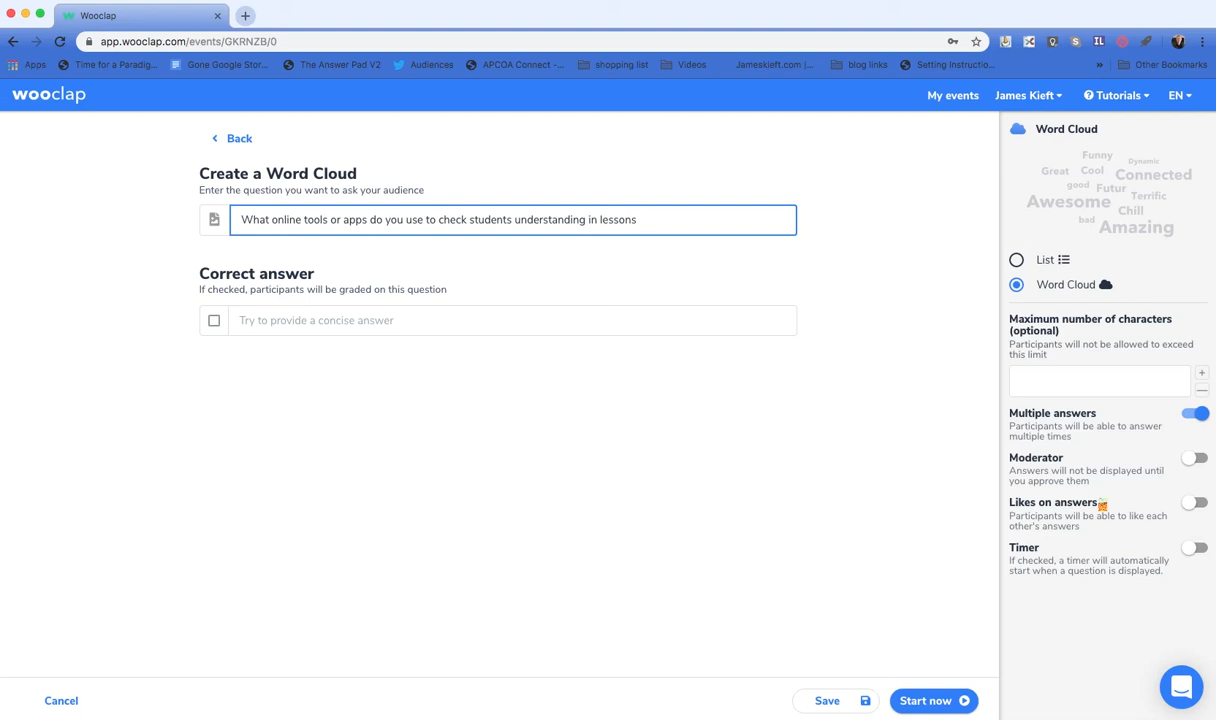 Wooclap
app.wooclap.com/events/GKRNZB/0
Apps
Time for a Paradig...
Gone Google Stor...
The Answer Pad V2
Audiences
APCOA Connect -...
shopping list
Videos
Jameskieft.com |...
blog links
Setting Instructio...
»
Other Bookmarks
wooclap
My events
James Kieft
Tutorials
EN
Back
Create a Word Cloud
Enter the question you want to ask your audience
What online tools or apps do you use to check students understanding in lessons
Correct answer
If checked, participants will be graded on this question
Try to provide a concise answer
Word Cloud
Funny
Dynamic
Great
Cool
Connected
good
Futur
Terrific
Awesome
Chill
bad
Amazing
List
Word Cloud
Maximum number of characters
(optional)
Participants will not be allowed to exceed
this limit
Multiple answers
Participants will be able to answer
multiple times
Moderator
Answers will not be displayed until
you approve them
Likes on answers
Participants will be able to like each
other's answers
Timer
If checked, a timer will automatically
start when a question is displayed.
Cancel
Save
Start now